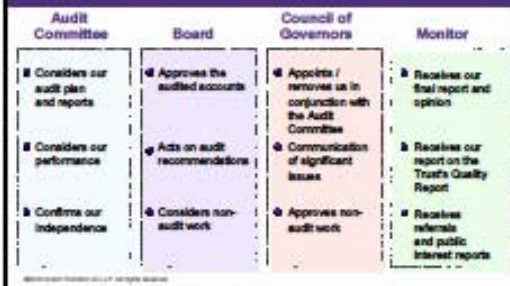 Audit
Committee
Board
Council of
Governors
Monitor
Considers our
audit plan
and reports
Considers our
performance
Confirms our
independence
Approves the
audited accounts
Acts on audit
recommendations
Considers non-
audit work
Appoints /
removes us in
conjunction with
the Audit
Committee
Communication
of significant
issues
Approves non-
audit work
Receives our
final report and
opinion
Receives our
report on the
Trust's Quality
Report
Receives
referrals
and public
interest reports